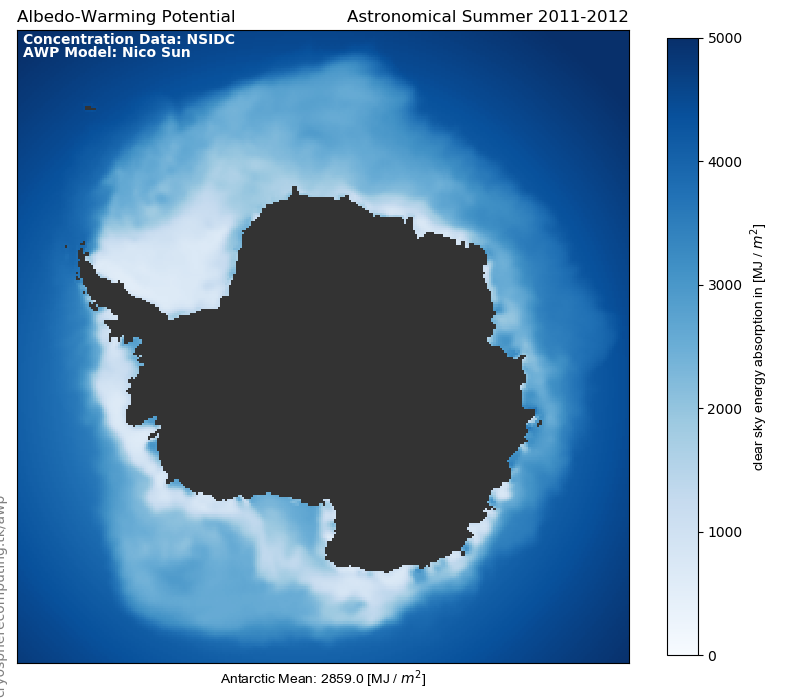 Albedo-Warming Potential Astronomical Summer 2011-2012
Concentration Data: NSIDC
AWP Model: Nico Sun
5000
4000
3000
2000
1000
0
clear sky energy absorption in [MJ / m²]
cryospherecomputing.tk/awp
Antarctic Mean: 2859.0 [MJ / m²]